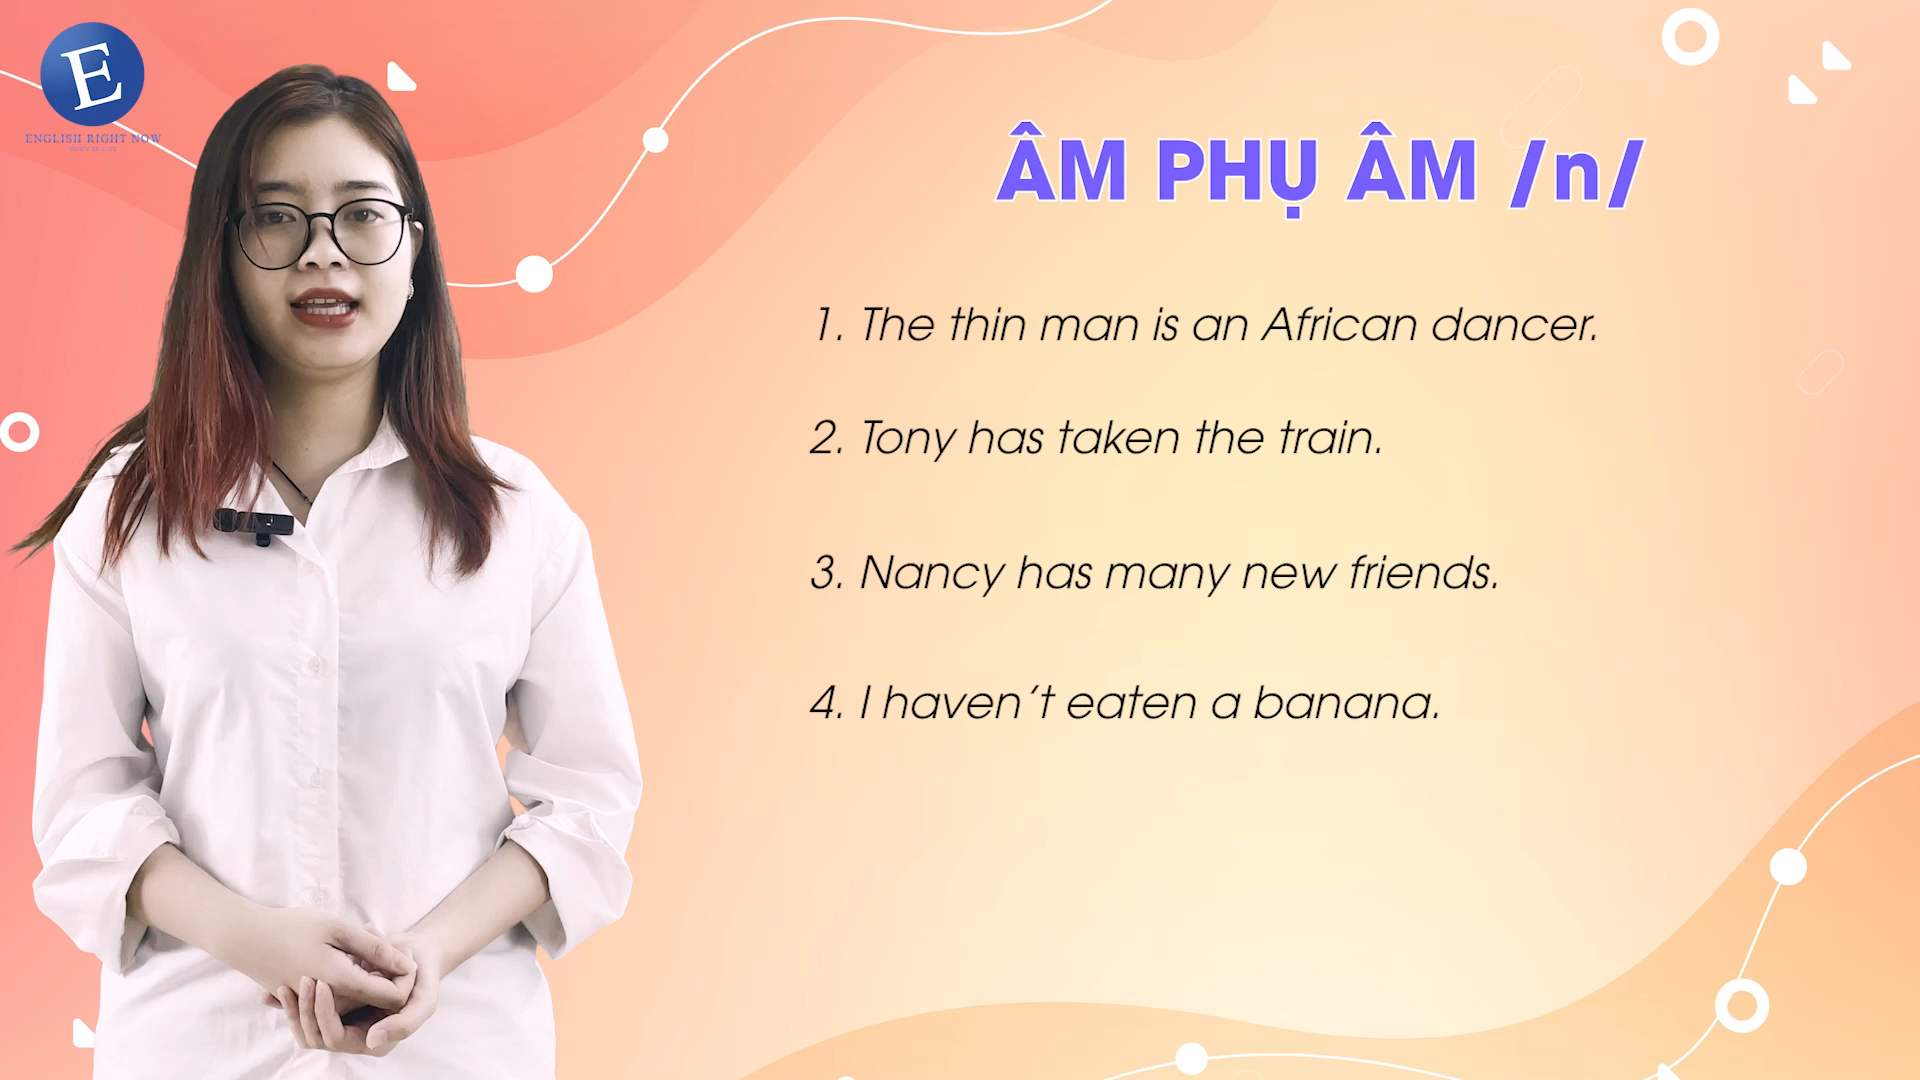 E
ENGLISH RIGHT NOW
ÂM PHỤ ÂM /n/
1. The thin man is an African dancer.
2. Tony has taken the train.
3. Nancy has many new friends.
4. I haven't eaten a banana.